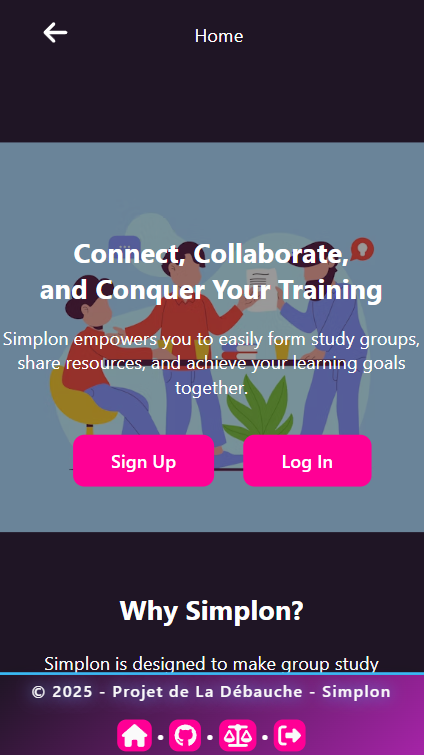 Home
Connect, Collaborate,
and Conquer Your Training
Simplon empowers you to easily form study groups,
share resources, and achieve your learning goals
together.
Sign Up
Log In
Why Simplon?
Simplon is designed to make group study
© 2025 - Projet de La Débauche - Simplon